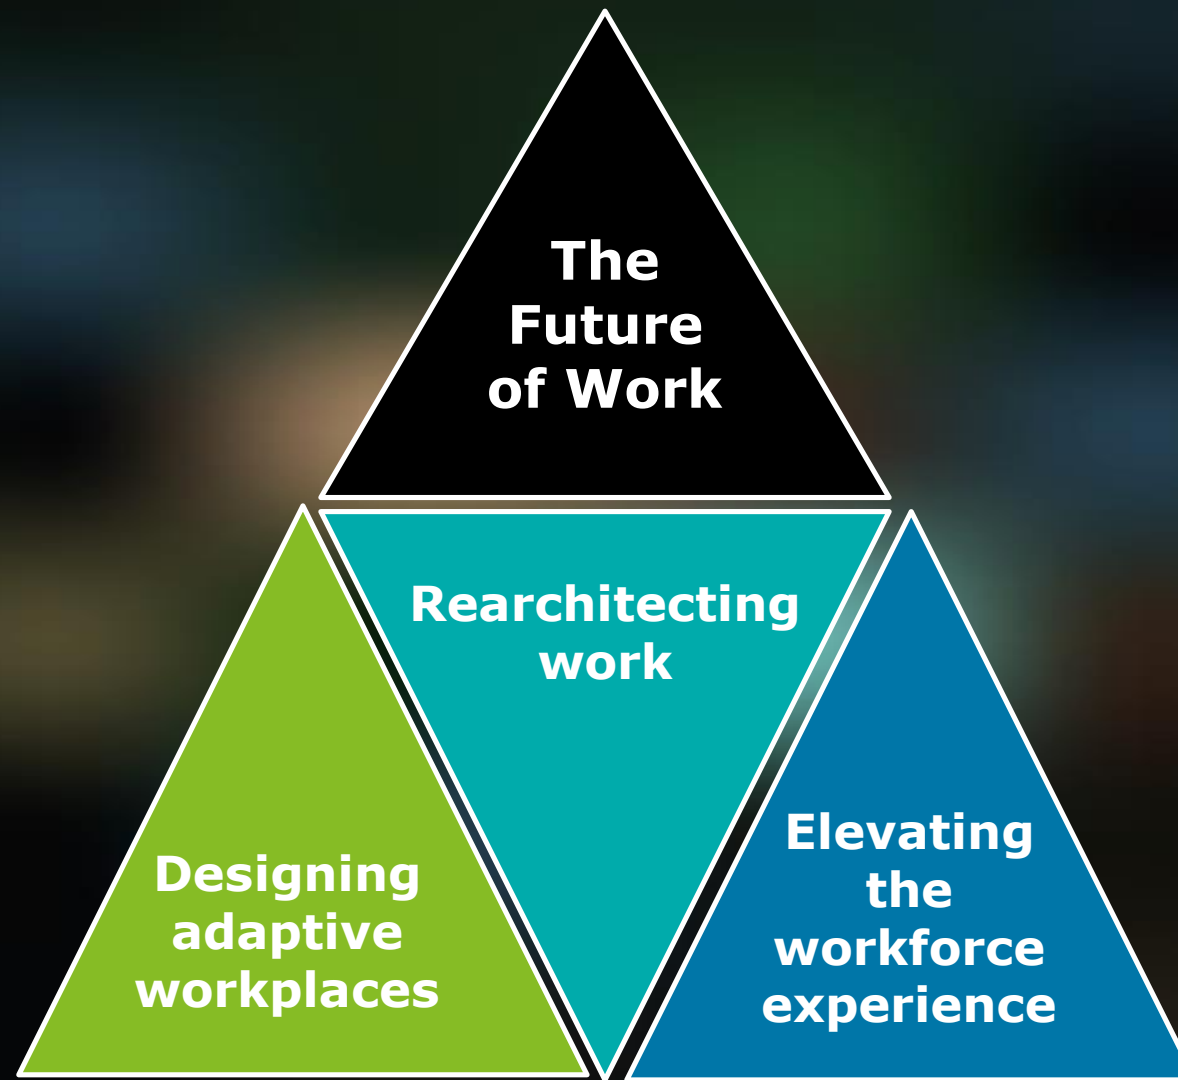 The
Future
of Work
Rearchitecting
work
Designing
adaptive
workplaces
Elevating
the
workforce
experience